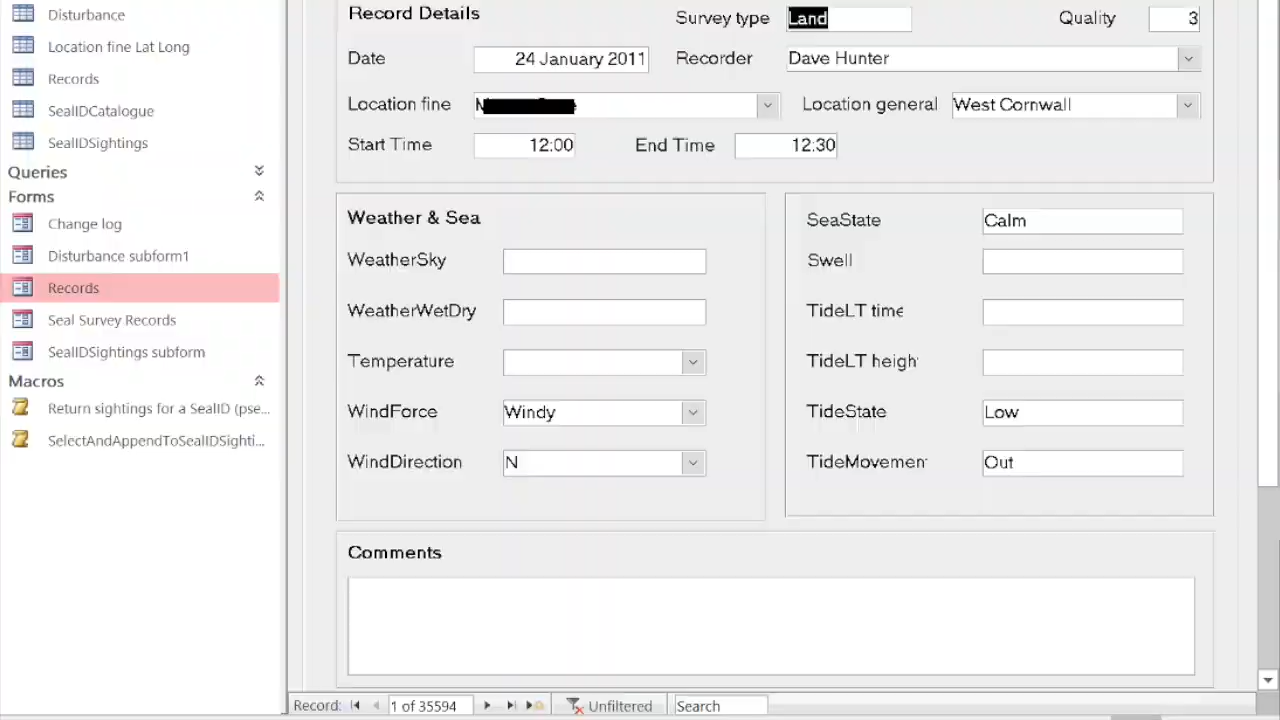 Disturbance
Location fine Lat Long
Records
SealIDCatalogue
SealIDSightings
Queries
Forms
Change log
Disturbance subform1
Records
Seal Survey Records
SealIDSightings subform
Macros
Return sightings for a SealID (pse...
SelectAndAppendToSealIDSighti...
Record Details
Survey type Land Quality 3
Date 24 January 2011 Recorder Dave Hunter
Location fine Location general West Cornwall
Start Time 12:00 End Time 12:30
Weather & Sea
WeatherSky
WeatherWetDry
Temperature
WindForce Windy
WindDirection N
SeaState Calm
Swell
TideLT time
TideLT heigh
TideState Low
TideMovemen Out
Comments
Record: 1 of 35594 Unfiltered Search